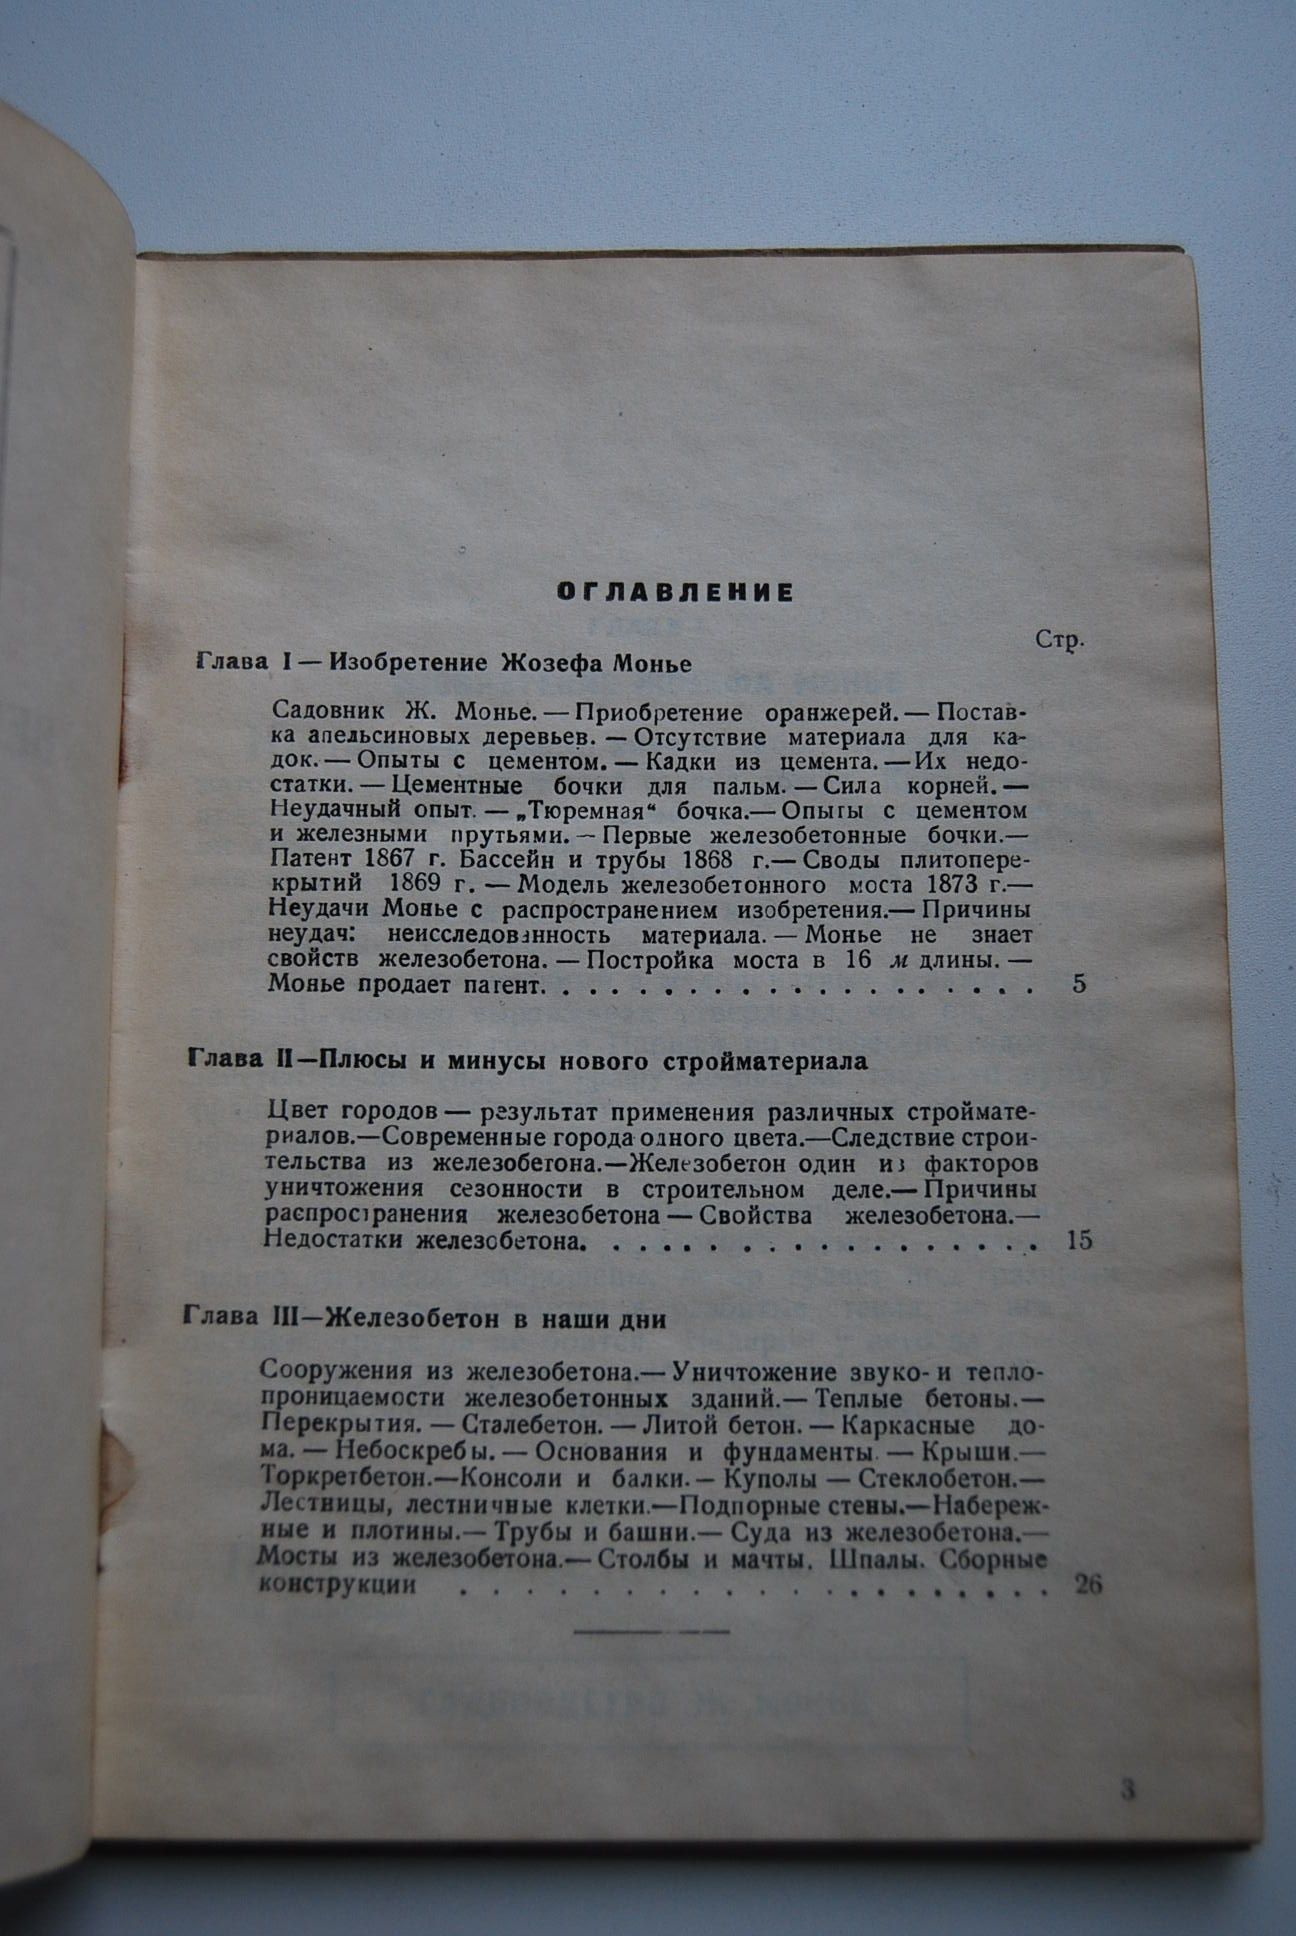 ОГЛАВЛЕНИЕ
Стр.
Глава I — Изобретение Жозефа Монье
Садовник Ж. Монье. — Приобретение оранжерей. — Постав-
ка апельсиновых деревьев. — Отсутствие материала для ка-
док. — Опыты с цементом. — Кадки из цемента. — Их недо-
статки. — Цементные бочки для пальм. — Сила корней. —
Неудачный опыт. — „Тюремная“ бочка.— Опыты с цементом
и железными прутьями. — Первые железобетонные бочки.—
Патент 1867 г. Бассейн и трубы 1868 г.— Своды плитопере-
крытий 1869 г. — Модель железобетонного моста 1873 г.—
Неудачи Монье с распространением изобретения.— Причины
неудач: неисследованность материала. — Монье не знает
свойств железобетона. — Постройка моста в 16 м длины. —
Монье продает патент. . . . . . . . . . . . . . . . . . . . 5
Глава II—Плюсы и минусы нового стройматериала
Цвет городов — результат применения различных строймате-
риалов.—Современные города одного цвета.—Следствие строи-
тельства из железобетона.—Железобетон один из факторов
уничтожения сезонности в строительном деле.— Причины
распространения железобетона — Свойства железобетона.—
Недостатки железобетона. . . . . . . . . . . . . . . . . . . 15
Глава III—Железобетон в наши дни
Сооружения из железобетона.— Уничтожение звуко- и тепло-
проницаемости железобетонных зданий.— Теплые бетоны.—
Перекрытия. — Сталебетон. — Литой бетон. — Каркасные до-
ма. — Небоскребы. — Основания и фундаменты. — Крыши.—
Торкретбетон.—Консоли и балки. — Куполы — Стеклобетон.—
Лестницы, лестничные клетки.—Подпорные стены.—Набереж-
ные и плотины.— Трубы и башни.— Суда из железобетона.—
Мосты из железобетона.— Столбы и мачты. Шпалы. Сборные
конструкции . . . . . . . . . . . . . . . . . . . 26
3